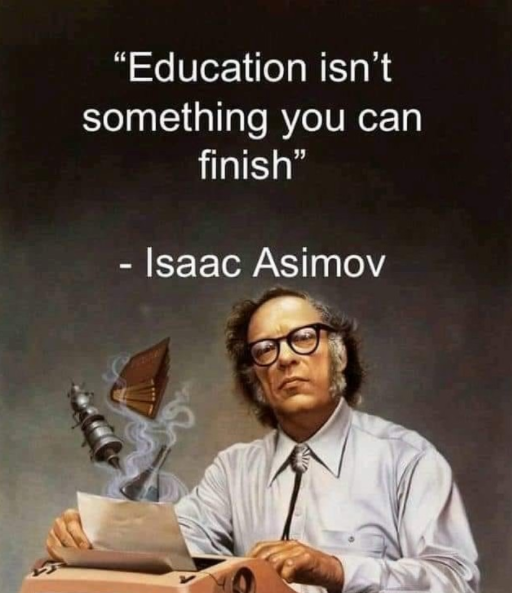 “Education isn’t
something you can
finish”
- Isaac Asimov